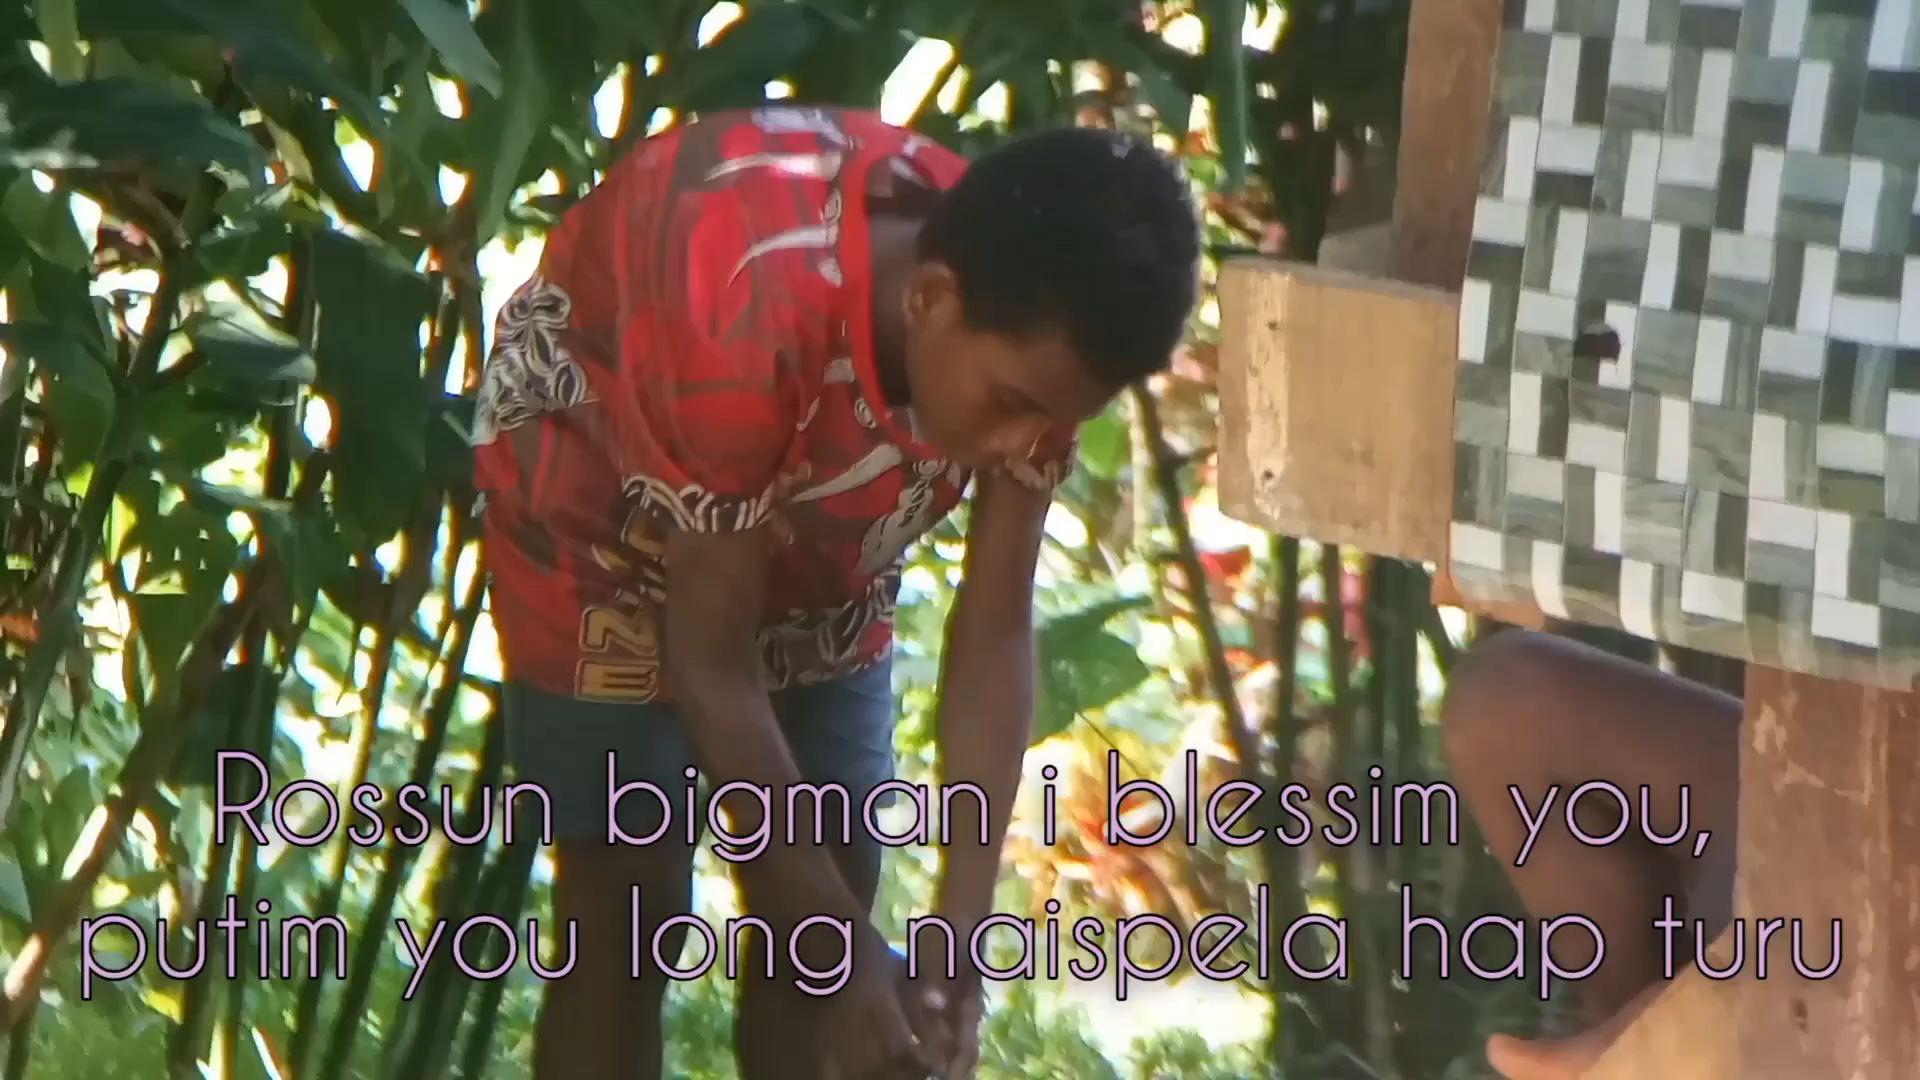 Rossun bigman i blessim you,
putim you long naispela hap turu